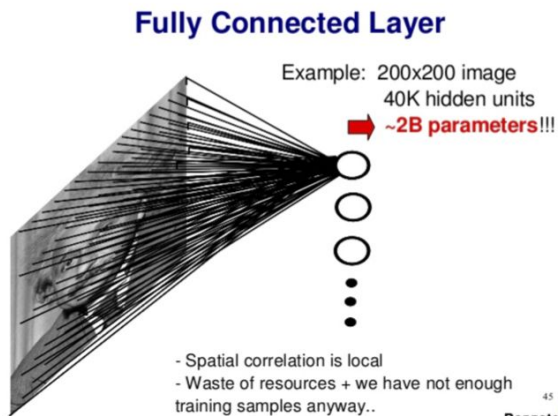 Fully Connected Layer
Example: 200x200 image
40K hidden units
~2B parameters!!!
- Spatial correlation is local
- Waste of resources + we have not enough
training samples anyway..
45